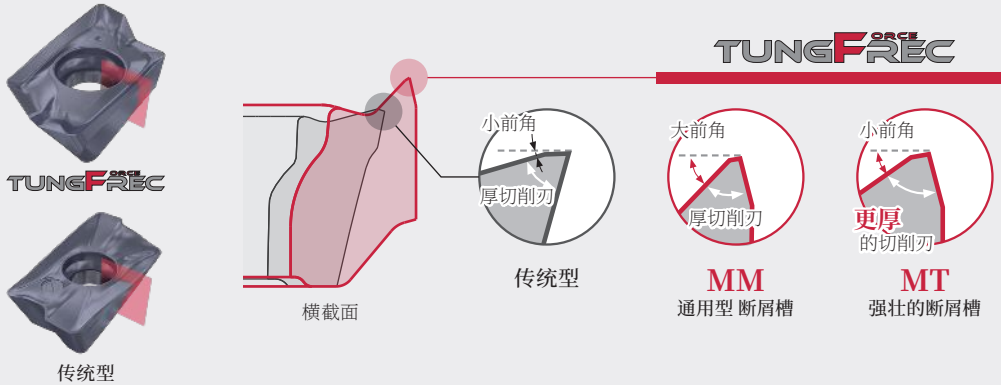 TUNGFORCEREC
传统型
横截面
小前角
厚切削刃
传统型
TUNGFORCEREC
大前角
厚切削刃
MM
通用型 断屑槽
小前角
更厚
的切削刃
MT
强壮的断屑槽